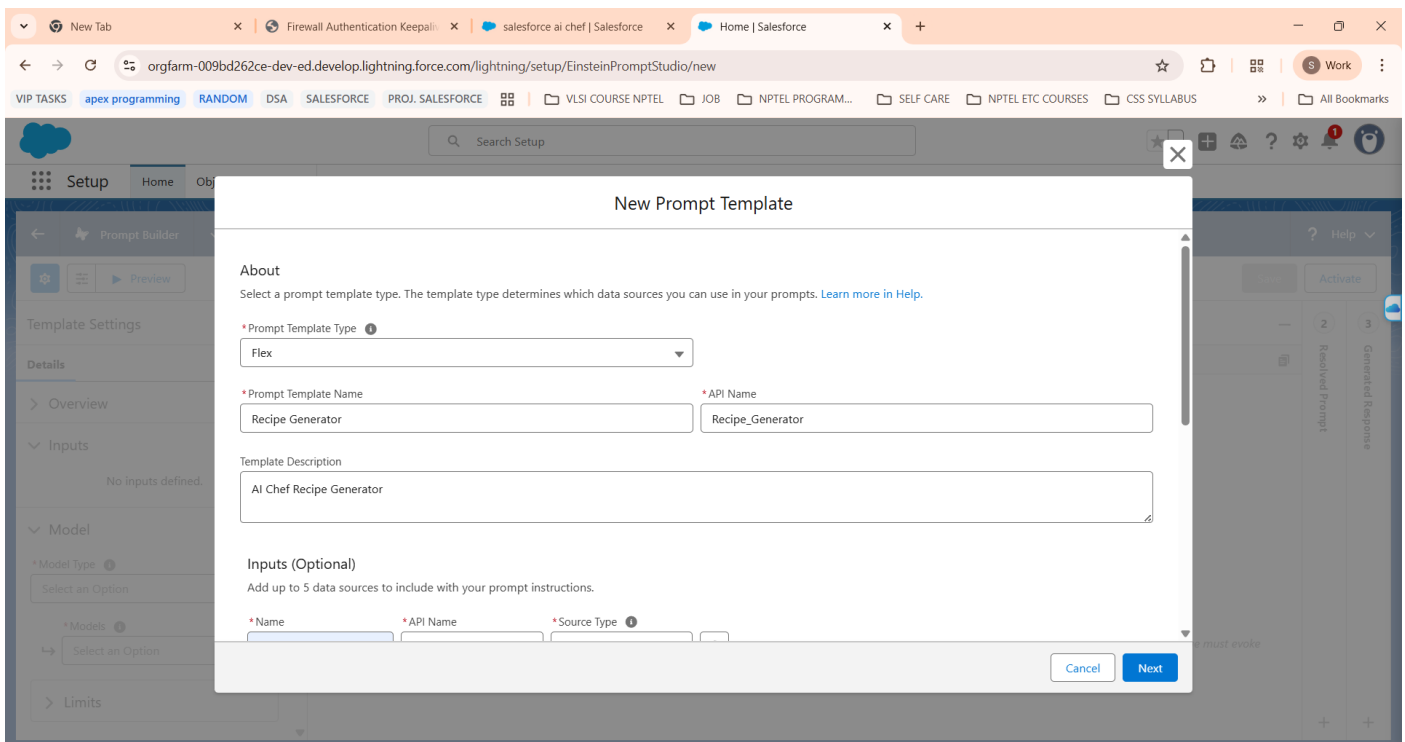 New Tab
Firewall Authentication Keepaliv
salesforce ai chef | Salesforce
Home | Salesforce
orgfarm-009bd262ce-dev-ed.develop.lightning.force.com/lightning/setup/EinsteinPromptStudio/new
S Work
VIP TASKS apex programming RANDOM DSA SALESFORCE PROJ. SALESFORCE VLSI COURSE NPTEL JOB NPTEL PROGRAM... SELF CARE NPTEL ETC COURSES CSS SYLLABUS » All Bookmarks
Search Setup
1
Setup Home Obj
New Prompt Template
Prompt Builder
? Help
Preview
Activate
About
Select a prompt template type. The template type determines which data sources you can use in your prompts. Learn more in Help.
Template Settings
2 3
* Prompt Template Type
Flex
Resolved Prompt
Generated Response
Details
* Prompt Template Name * API Name
Overview
Recipe Generator Recipe_Generator
Inputs
Template Description
No inputs defined.
AI Chef Recipe Generator
Model
Inputs (Optional)
* Model Type
Add up to 5 data sources to include with your prompt instructions.
Select an Option
* Name * API Name * Source Type
* Models
Select an Option
e must evoke
Cancel Next
Limits